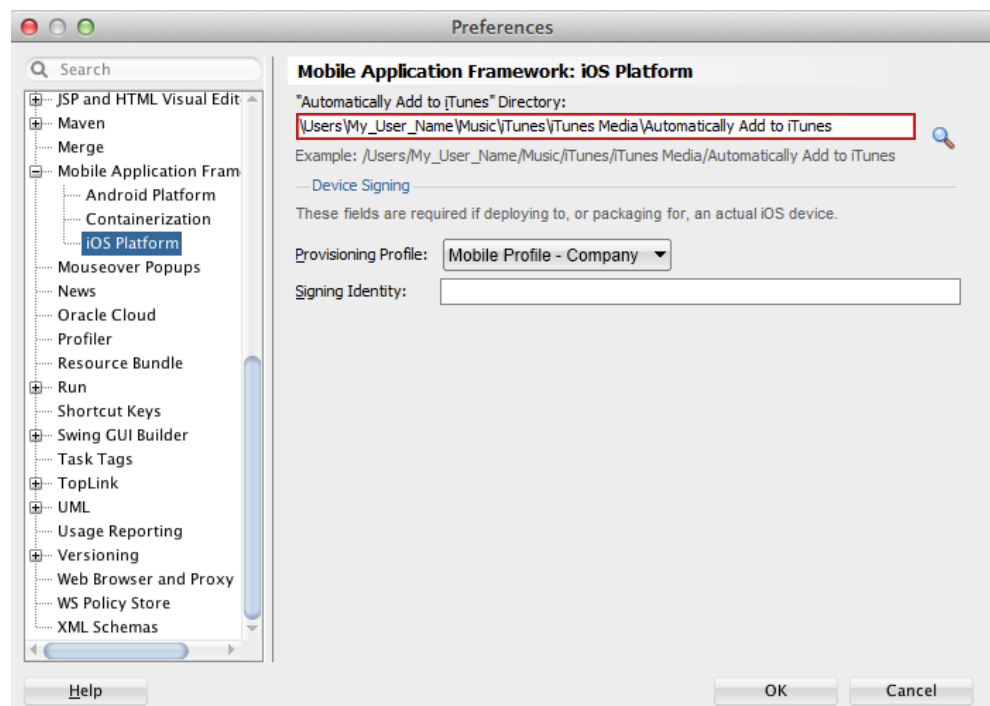 Preferences
Search
JSP and HTML Visual Edit
Maven
Merge
Mobile Application Fram
Android Platform
Containerization
iOS Platform
Mouseover Popups
News
Oracle Cloud
Profiler
Resource Bundle
Run
Shortcut Keys
Swing GUI Builder
Task Tags
TopLink
UML
Usage Reporting
Versioning
Web Browser and Proxy
WS Policy Store
XML Schemas
Mobile Application Framework: iOS Platform
"Automatically Add to iTunes" Directory:
\Users\My_User_Name\Music\iTunes\iTunes Media\Automatically Add to iTunes
Example: /Users/My_User_Name/Music/iTunes/iTunes Media/Automatically Add to iTunes
Device Signing
These fields are required if deploying to, or packaging for, an actual iOS device.
Provisioning Profile: Mobile Profile - Company
Signing Identity:
Help OK Cancel